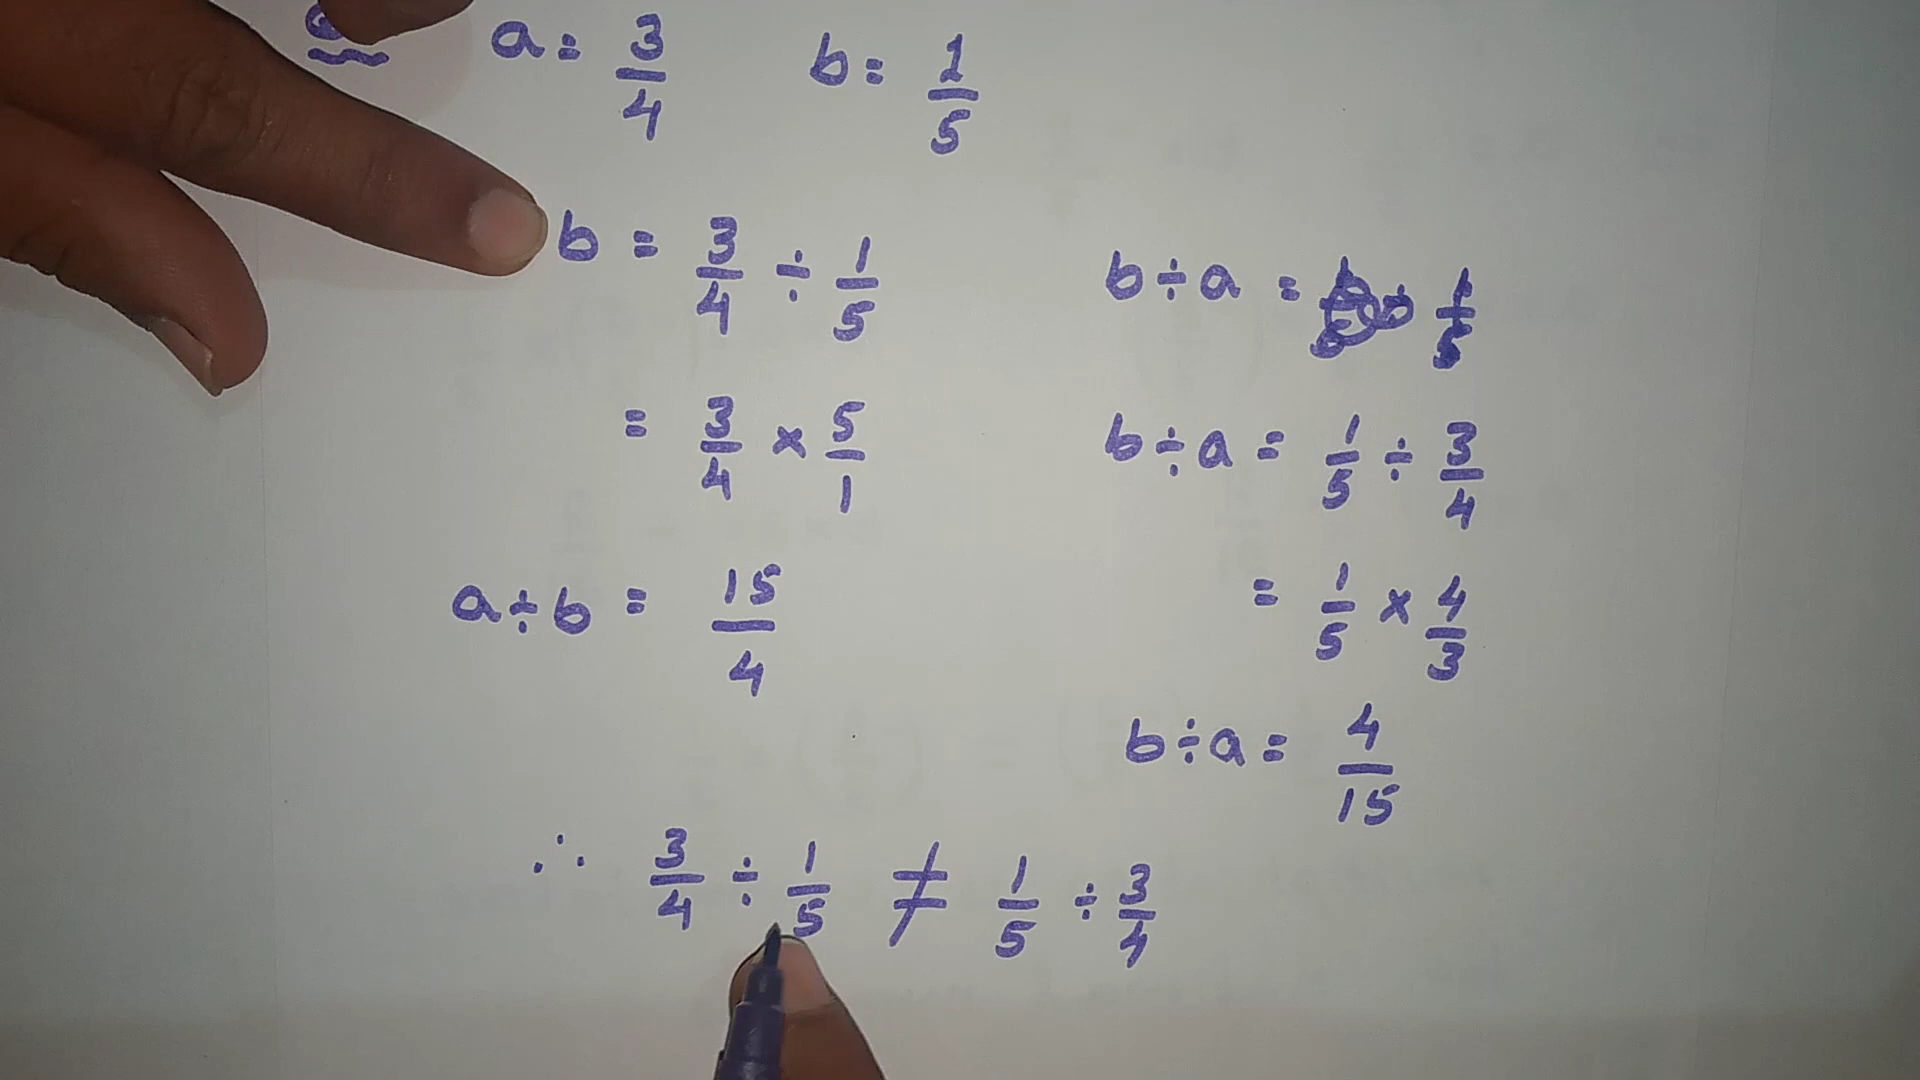 a = 3/4 b = 1/5
b = 3/4 ÷ 1/5
= 3/4 × 5/1
a ÷ b = 15/4
b ÷ a = 1/5
b ÷ a = 1/5 ÷ 3/4
= 1/5 × 4/3
b ÷ a = 4/15
∴ 3/4 ÷ 1/5 ≠ 1/5 ÷ 3/4